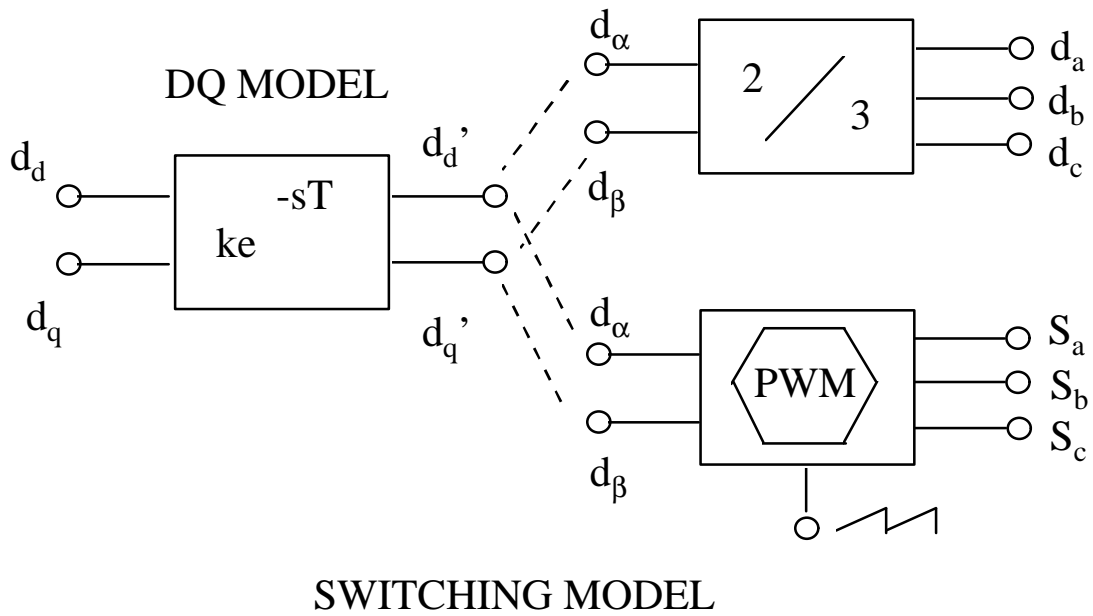 DQ MODEL
d_d
d_q
ke^-sT
d_d’
d_q’
d_α
d_β
2 / 3
d_a
d_b
d_c
d_α
d_β
PWM
S_a
S_b
S_c
SWITCHING MODEL